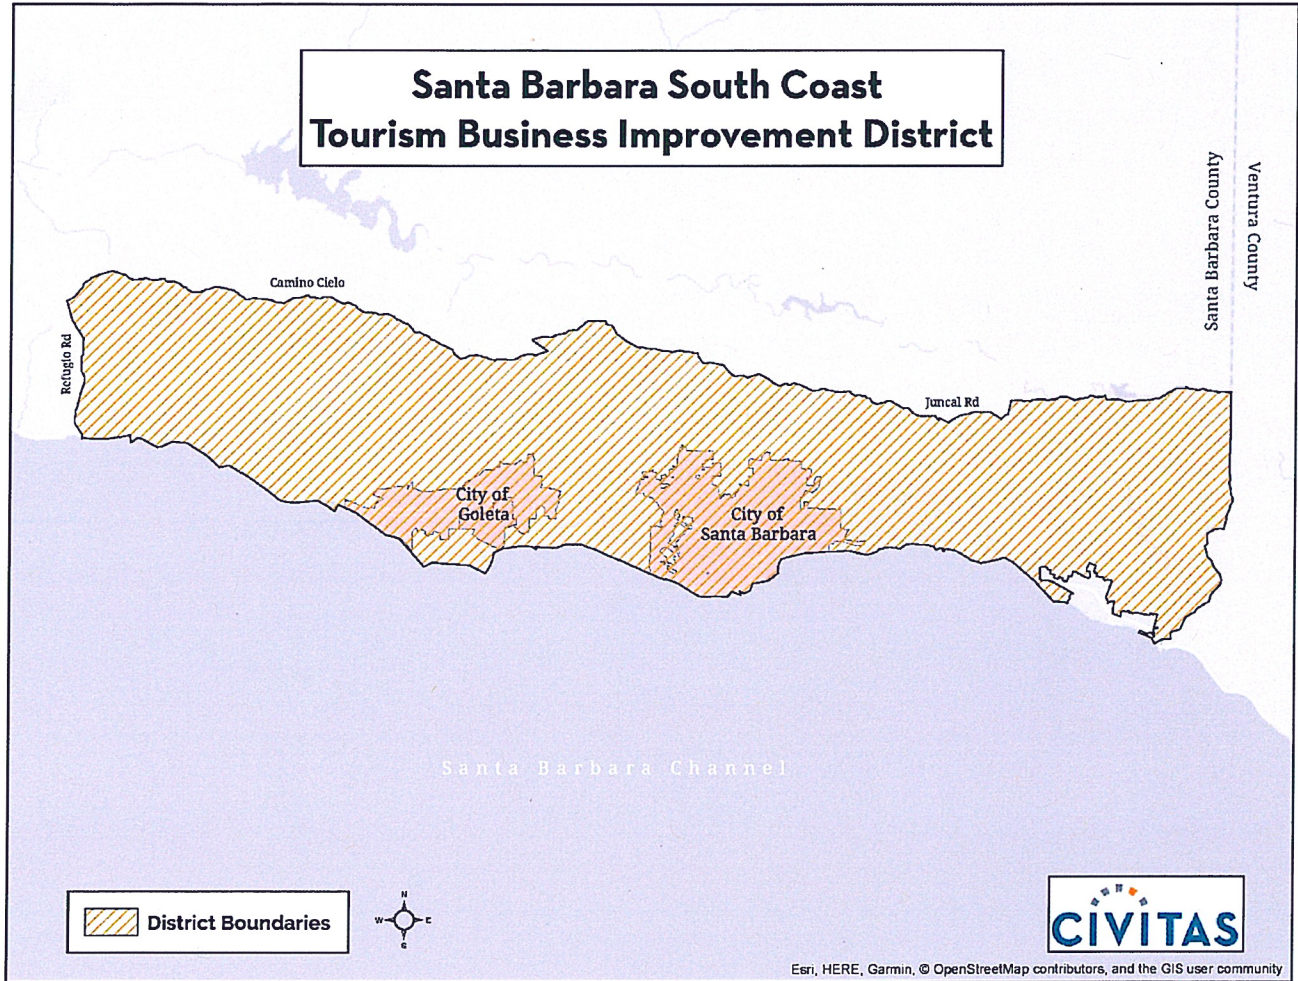 Santa Barbara South Coast
Tourism Business Improvement District
Santa Barbara County
Ventura County
Camino Cielo
Refugio Rd
Juncal Rd
City of
Goleta
City of
Santa Barbara
Santa Barbara Channel
District Boundaries
N
W
E
S
CIVITAS
Esri, HERE, Garmin, © OpenStreetMap contributors, and the GIS user community